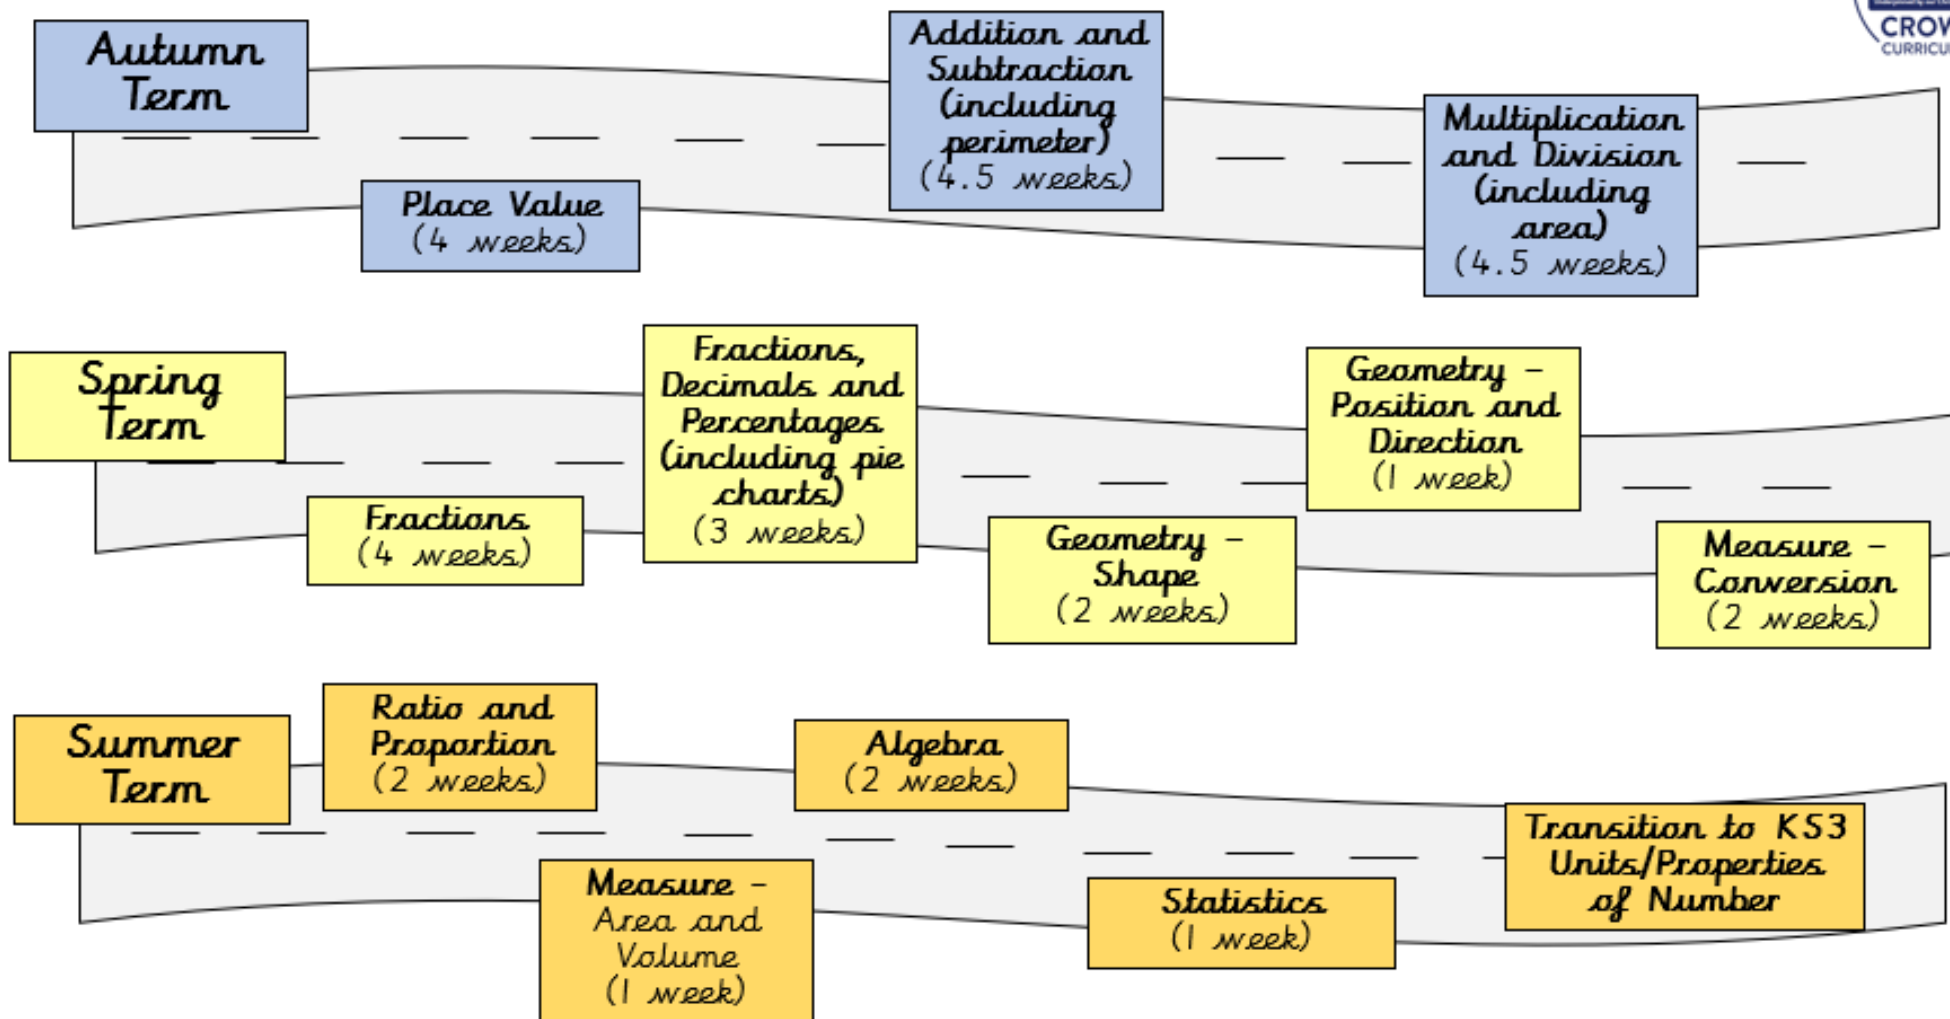 Autumn
Term
Place Value
(4 weeks)
Addition and
Subtraction
(including
perimeter)
(4.5 weeks)
Multiplication
and Division
(including
area)
(4.5 weeks)
Spring
Term
Fractions
(4 weeks)
Fractions,
Decimals and
Percentages
(including pie
charts)
(3 weeks)
Geometry -
Shape
(2 weeks)
Geometry -
Position and
Direction
(1 week)
Measure -
Conversion
(2 weeks)
Summer
Term
Ratio and
Proportion
(2 weeks)
Measure -
Area and
Volume
(1 week)
Algebra
(2 weeks)
Statistics
(1 week)
Transition to KS3
Units/Properties
of Number